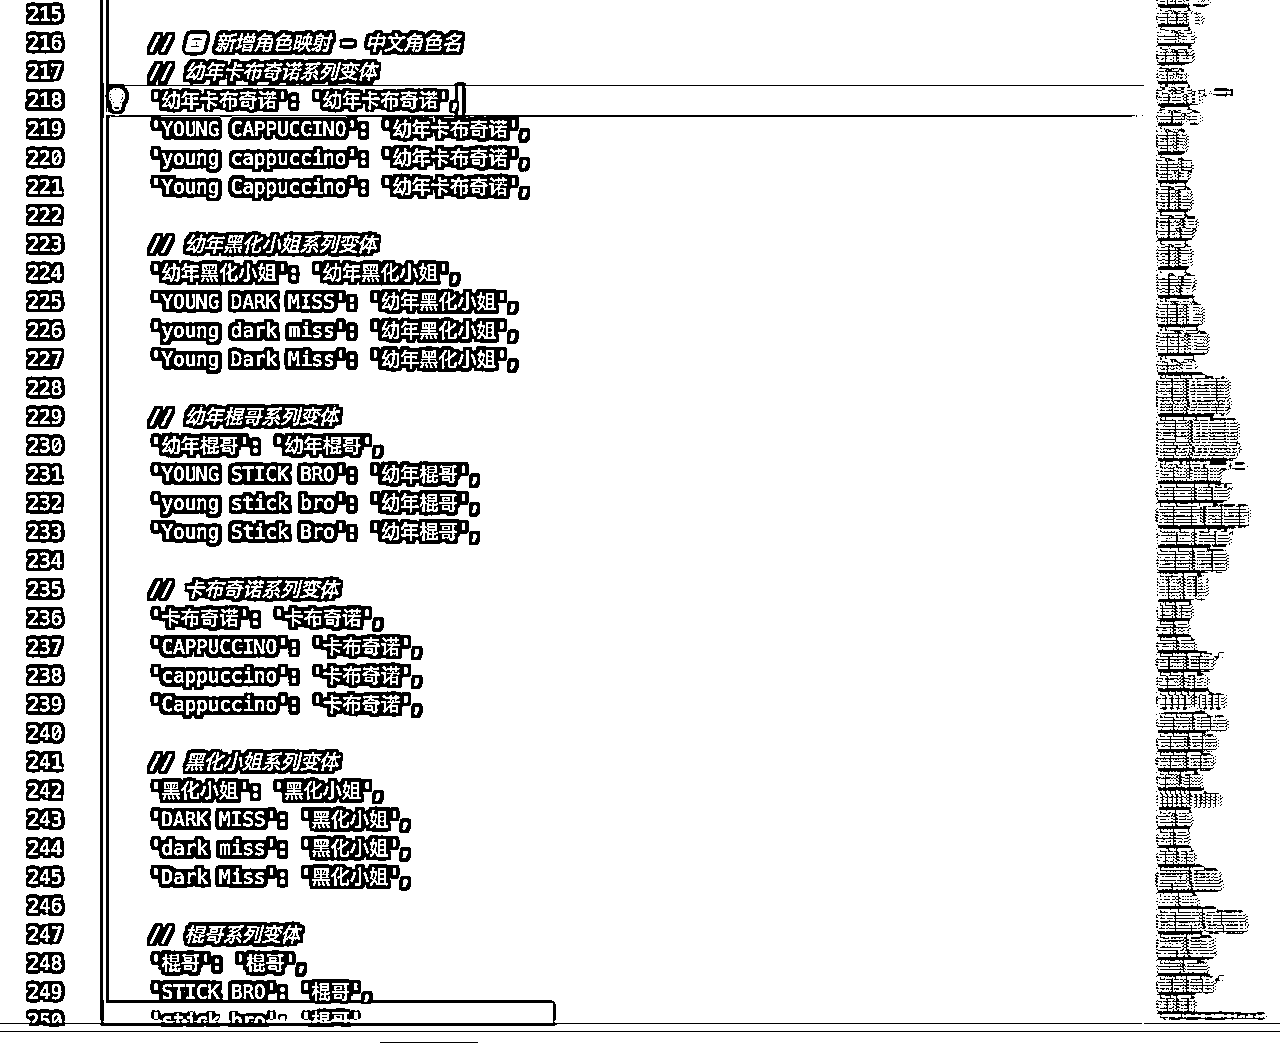 215
216 // 新增角色映射 - 中文角色名
217 // 幼年卡布奇诺系列变体
218 '幼年卡布奇诺': '幼年卡布奇诺',
219 'YOUNG CAPPUCCINO': '幼年卡布奇诺',
220 'young cappuccino': '幼年卡布奇诺',
221 'Young Cappuccino': '幼年卡布奇诺',
222
223 // 幼年黑化小姐系列变体
224 '幼年黑化小姐': '幼年黑化小姐',
225 'YOUNG DARK MISS': '幼年黑化小姐',
226 'young dark miss': '幼年黑化小姐',
227 'Young Dark Miss': '幼年黑化小姐',
228
229 // 幼年棍哥系列变体
230 '幼年棍哥': '幼年棍哥',
231 'YOUNG STICK BRO': '幼年棍哥',
232 'young stick bro': '幼年棍哥',
233 'Young Stick Bro': '幼年棍哥',
234
235 // 卡布奇诺系列变体
236 '卡布奇诺': '卡布奇诺',
237 'CAPPUCCINO': '卡布奇诺',
238 'cappuccino': '卡布奇诺',
239 'Cappuccino': '卡布奇诺',
240
241 // 黑化小姐系列变体
242 '黑化小姐': '黑化小姐',
243 'DARK MISS': '黑化小姐',
244 'dark miss': '黑化小姐',
245 'Dark Miss': '黑化小姐',
246
247 // 棍哥系列变体
248 '棍哥': '棍哥',
249 'STICK BRO': '棍哥',
250 'stick bro': '棍哥'